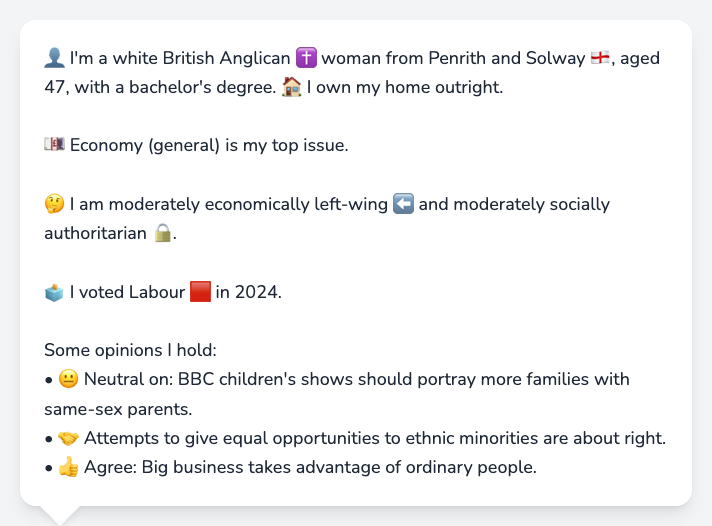 👤 I'm a white British Anglican ✝️ woman from Penrith and Solway 🏴󠁧󠁢󠁥󠁮󠁧󠁿, aged
47, with a bachelor's degree. 🏠 I own my home outright.
💷 Economy (general) is my top issue.
🤔 I am moderately economically left-wing ⬅️ and moderately socially
authoritarian 🔒.
🗳️ I voted Labour 🟥 in 2024.
Some opinions I hold:
• 😐 Neutral on: BBC children's shows should portray more families with
same-sex parents.
• 🤝 Attempts to give equal opportunities to ethnic minorities are about right.
• 👍 Agree: Big business takes advantage of ordinary people.